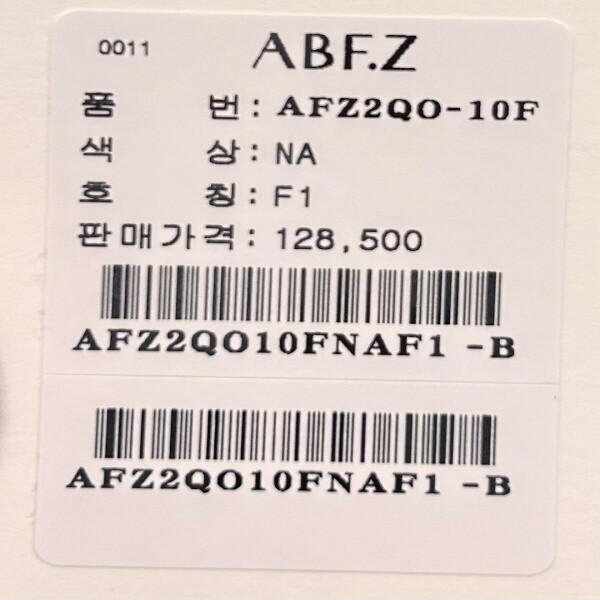 0011 ABF.Z
품 번 : AFZ2QO-10F
색 상 : NA
호 칭 : F1
판매가격 : 128,500
AFZ2QO10FNAF1 -B
AFZ2QO10FNAF1 -B